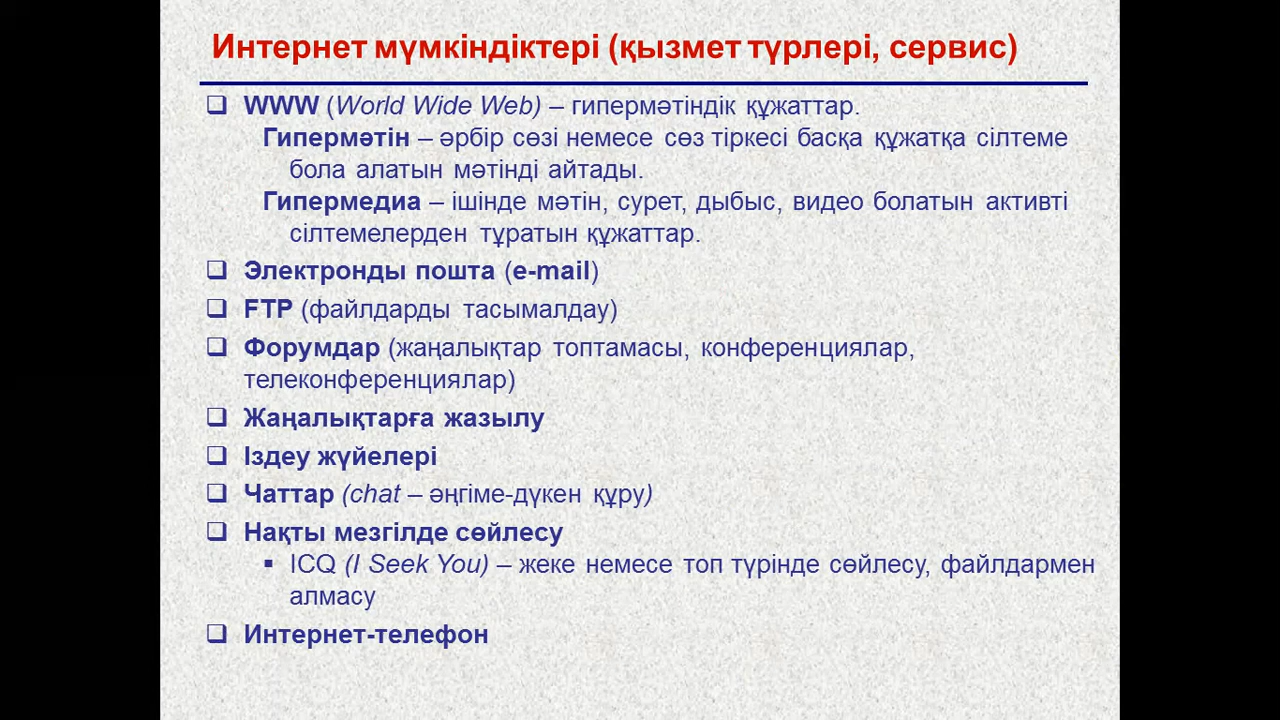 Интернет мүмкіндіктері (қызмет түрлері, сервис)
WWW (World Wide Web) – гипермәтіндік құжаттар.
Гипермәтін – әрбір сөзі немесе сөз тіркесі басқа құжатқа сілтеме
бола алатын мәтінді айтады.
Гипермедиа – ішінде мәтін, сурет, дыбыс, видео болатын активті
сілтемелерден тұратын құжаттар.
Электронды пошта (e-mail)
FTP (файлдарды тасымалдау)
Форумдар (жаңалықтар топтамасы, конференциялар,
телеконференциялар)
Жаңалықтарға жазылу
Іздеу жүйелері
Чаттар (chat – әңгіме-дүкен құру)
Нақты мезгілде сөйлесу
ICQ (I Seek You) – жеке немесе топ түрінде сөйлесу, файлдармен
алмасу
Интернет-телефон